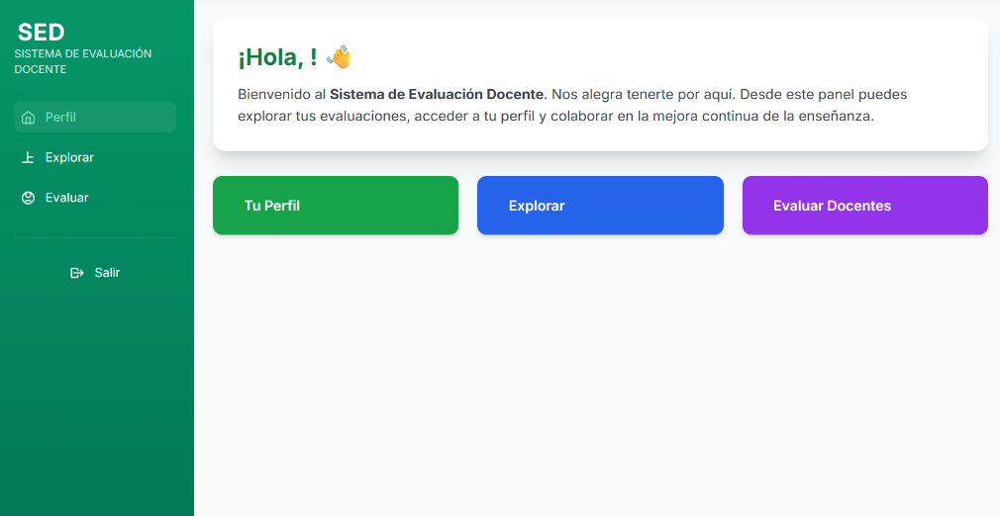 SED
SISTEMA DE EVALUACIÓN
DOCENTE
Perfil
Explorar
Evaluar
Salir
¡Hola, ! 👋
Bienvenido al Sistema de Evaluación Docente. Nos alegra tenerte por aquí. Desde este panel puedes
explorar tus evaluaciones, acceder a tu perfil y colaborar en la mejora continua de la enseñanza.
Tu Perfil
Explorar
Evaluar Docentes